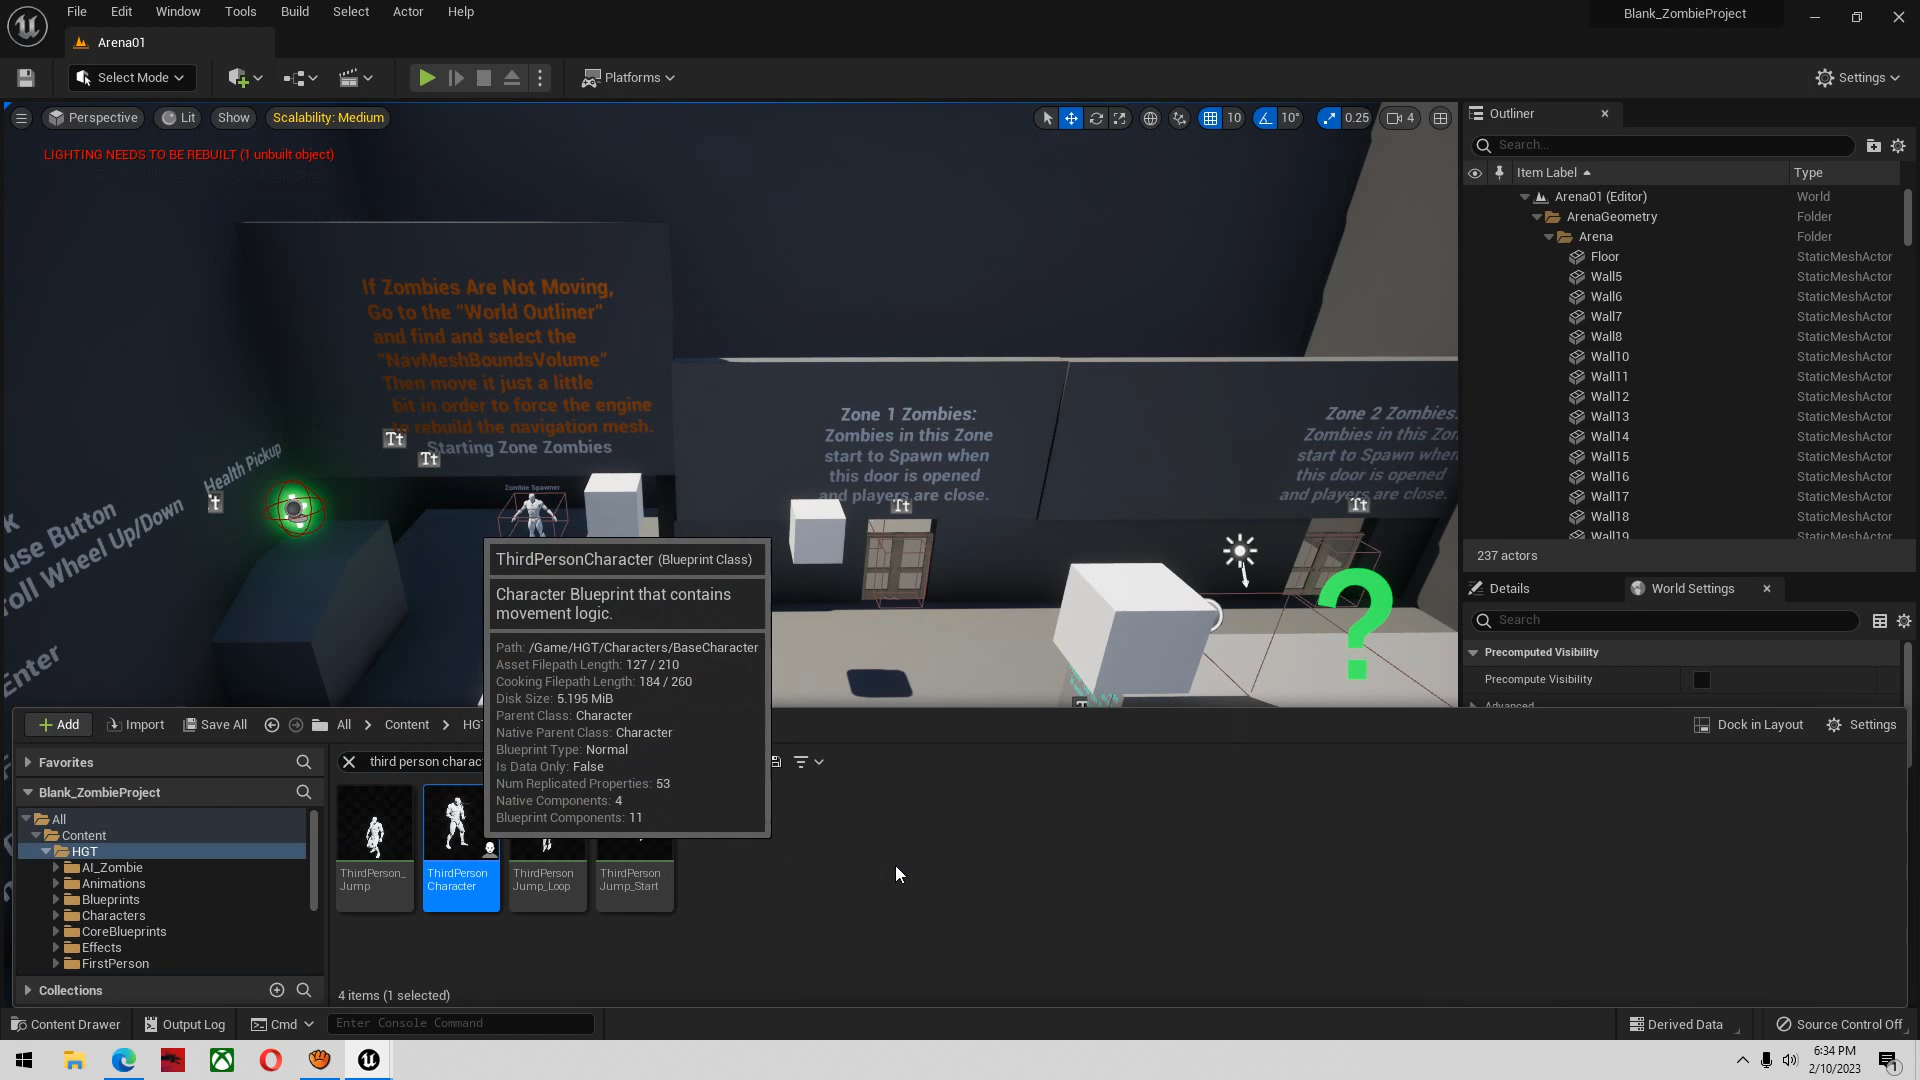 File Edit Window Tools Build Select Actor Help
Blank_ZombieProject
Arena01
Select Mode
Platforms
Settings
Perspective Lit Show Scalability: Medium
10 10° 0.25 4
LIGHTING NEEDS TO BE REBUILT (1 unbuilt object)
If Zombies Are Not Moving,
Go to the "World Outliner"
and find and select the
"NavMeshBoundsVolume"
Then move it just a little
bit in order to force the engine
to rebuild the navigation mesh.
Starting Zone Zombies
Tt
Tt
Health Pickup
use Button
roll Wheel Up/Down
Enter
Zombie Spawner
Zone 1 Zombies:
Zombies in this Zone
start to Spawn when
this door is opened
and players are close.
Tt
Zone 2 Zombies:
Zombies in this Zon
start to Spawn when
this door is opened
and players are close.
Tt
?
Outliner
Search...
Item Label Type
Arena01 (Editor) World
ArenaGeometry Folder
Arena Folder
Floor StaticMeshActor
Wall5 StaticMeshActor
Wall6 StaticMeshActor
Wall7 StaticMeshActor
Wall8 StaticMeshActor
Wall10 StaticMeshActor
Wall11 StaticMeshActor
Wall12 StaticMeshActor
Wall13 StaticMeshActor
Wall14 StaticMeshActor
Wall15 StaticMeshActor
Wall16 StaticMeshActor
Wall17 StaticMeshActor
Wall18 StaticMeshActor
Wall19 StaticMeshActor
237 actors
Details World Settings
Search
Precomputed Visibility
Precompute Visibility
Advanced
ThirdPersonCharacter (Blueprint Class)
Character Blueprint that contains
movement logic.
Path: /Game/HGT/Characters/BaseCharacter
Asset Filepath Length: 127 / 210
Cooking Filepath Length: 184 / 260
Disk Size: 5.195 MiB
Parent Class: Character
Native Parent Class: Character
Blueprint Type: Normal
Is Data Only: False
Num Replicated Properties: 53
Native Components: 4
Blueprint Components: 11
Add Import Save All All Content HGT
Dock in Layout Settings
Favorites
Blank_ZombieProject
All
Content
HGT
AI_Zombie
Animations
Blueprints
Characters
CoreBlueprints
Effects
FirstPerson
Collections
third person charac
ThirdPerson_
Jump
ThirdPerson
Character
ThirdPerson
Jump_Loop
ThirdPerson
Jump_Start
4 items (1 selected)
Content Drawer Output Log Cmd Enter Console Command
Derived Data Source Control Off
6:34 PM
2/10/2023
1